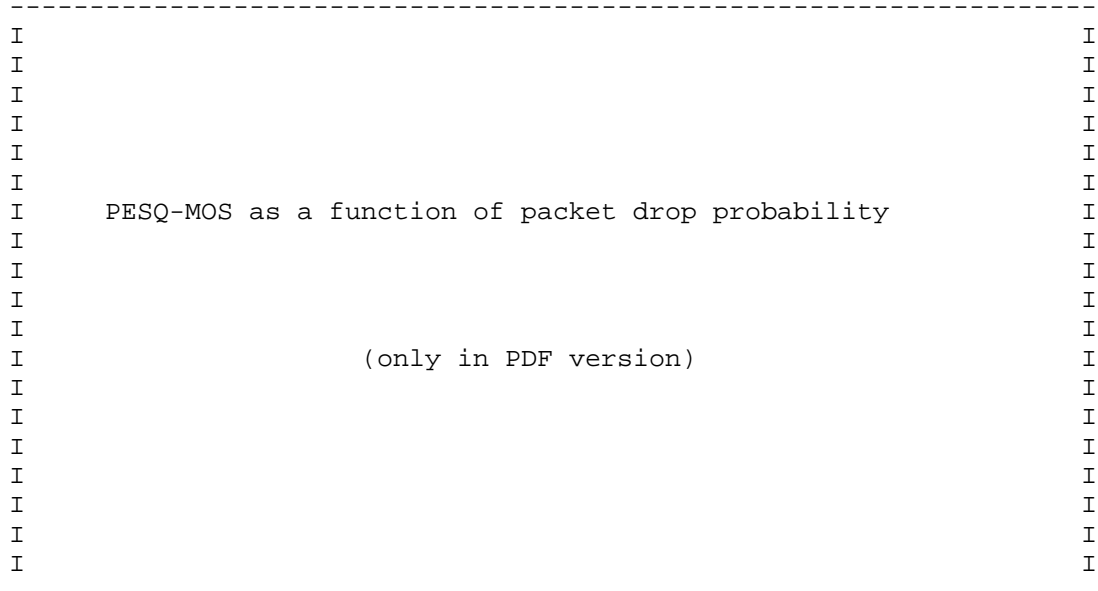 --------------------------------------------------------------------
I                                                                  I
I                                                                  I
I                                                                  I
I                                                                  I
I                                                                  I
I                                                                  I
I     PESQ-MOS as a function of packet drop probability            I
I                                                                  I
I                                                                  I
I                                                                  I
I                                                                  I
I                     (only in PDF version)                        I
I                                                                  I
I                                                                  I
I                                                                  I
I                                                                  I
I                                                                  I
I                                                                  I
I                                                                  I